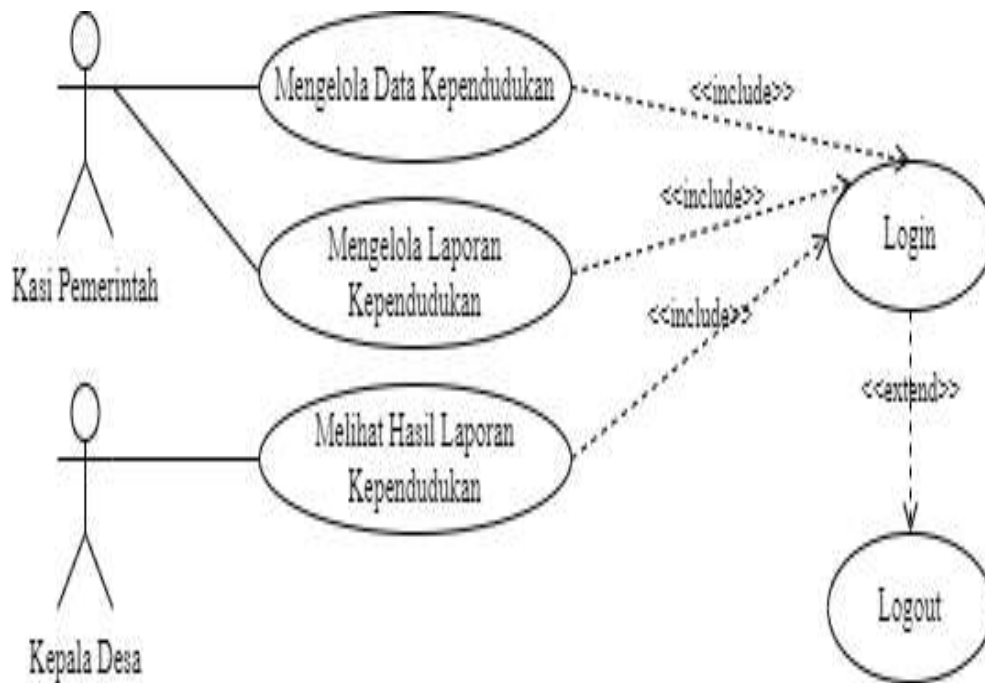 Mengelola Data Kependudukan
<<include>>
Kasi Pemerintah
Mengelola Laporan
Kependudukan
<<include>>
Login
<<include>>
<<extend>>
Kepala Desa
Melihat Hasil Laporan
Kependudukan
Logout